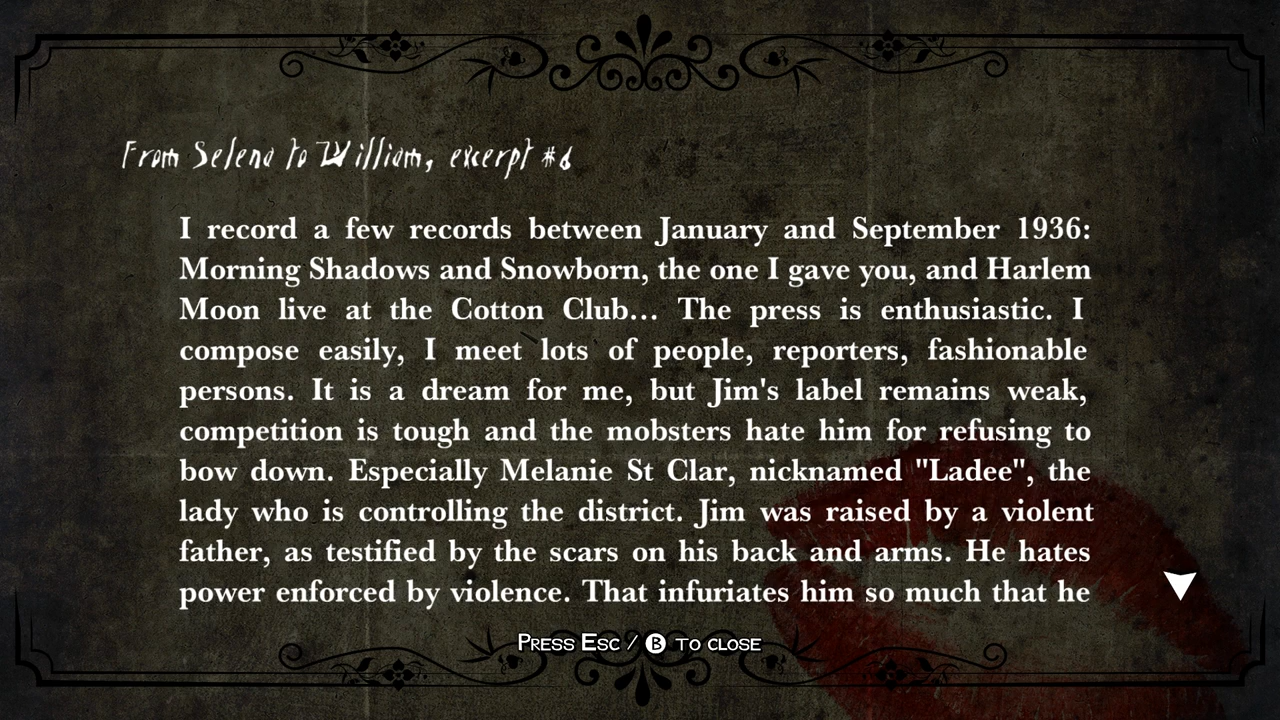 From Selena to William, excerpt #6
I record a few records between January and September 1936:
Morning Shadows and Snowborn, the one I gave you, and Harlem
Moon live at the Cotton Club... The press is enthusiastic. I
compose easily, I meet lots of people, reporters, fashionable
persons. It is a dream for me, but Jim's label remains weak,
competition is tough and the mobsters hate him for refusing to
bow down. Especially Melanie St Clar, nicknamed "Ladee", the
lady who is controlling the district. Jim was raised by a violent
father, as testified by the scars on his back and arms. He hates
power enforced by violence. That infuriates him so much that he
Press Esc / B to close